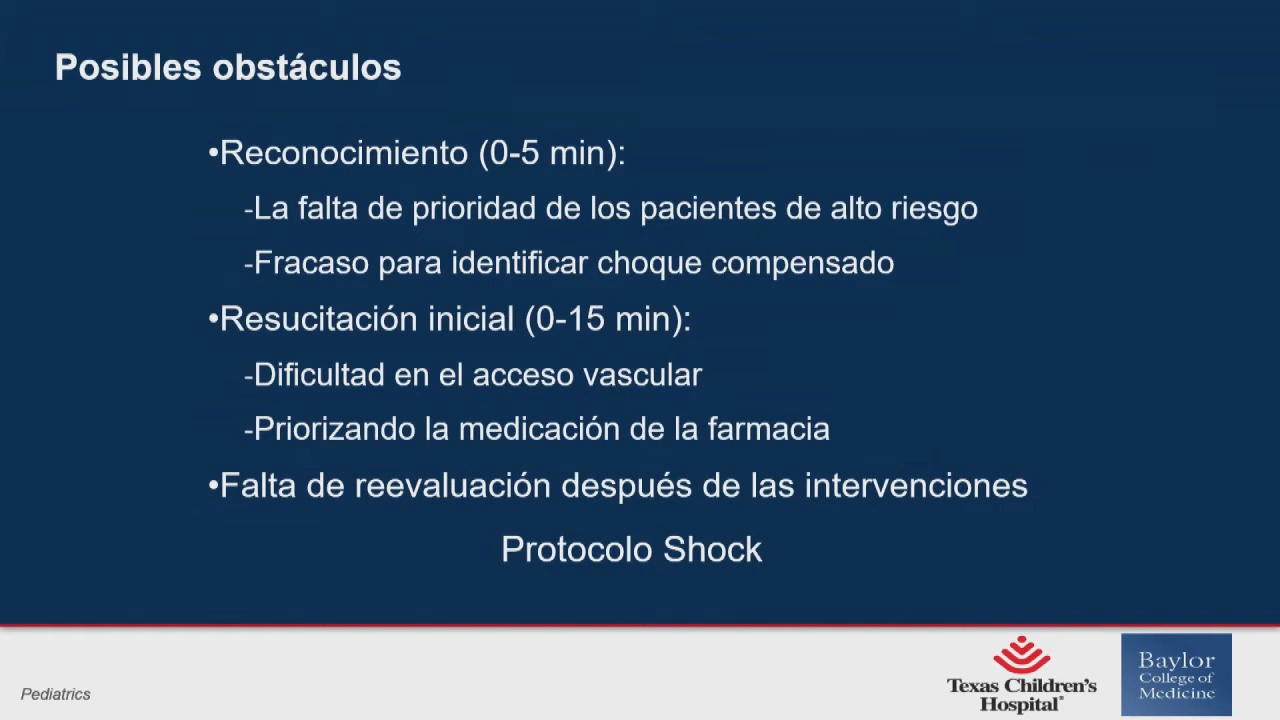 Posibles obstáculos
•Reconocimiento (0-5 min):
-La falta de prioridad de los pacientes de alto riesgo
-Fracaso para identificar choque compensado
•Resucitación inicial (0-15 min):
-Dificultad en el acceso vascular
-Priorizando la medicación de la farmacia
•Falta de reevaluación después de las intervenciones
Protocolo Shock
Pediatrics
Texas Children's
Hospital®
Baylor
College of
Medicine